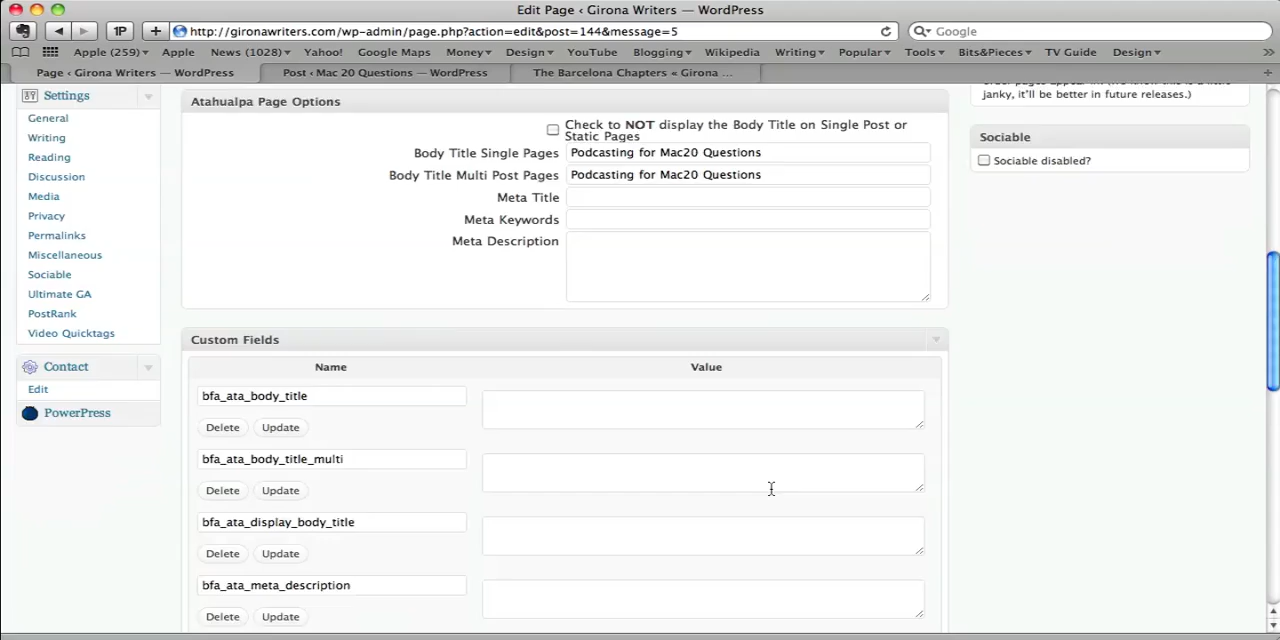 Edit Page ‹ Girona Writers — WordPress
1P
http://gironawriters.com/wp-admin/page.php?action=edit&post=144&message=5
Google
Apple (259) Apple News (1028) Yahoo! Google Maps Money Design YouTube Blogging Wikipedia Writing Popular Tools Bits&Pieces TV Guide Design
Page ‹ Girona Writers — WordPress
Post ‹ Mac 20 Questions — WordPress
The Barcelona Chapters « Girona ...
Settings
General
Writing
Reading
Discussion
Media
Privacy
Permalinks
Miscellaneous
Sociable
Ultimate GA
PostRank
Video Quicktags
Contact
Edit
PowerPress
Atahualpa Page Options
Check to NOT display the Body Title on Single Post or
Static Pages
Body Title Single Pages Podcasting for Mac20 Questions
Body Title Multi Post Pages Podcasting for Mac20 Questions
Meta Title
Meta Keywords
Meta Description
Custom Fields
Name Value
bfa_ata_body_title
Delete Update
bfa_ata_body_title_multi
Delete Update
bfa_ata_display_body_title
Delete Update
bfa_ata_meta_description
Delete Update
janky, it'll be better in future releases.)
Sociable
Sociable disabled?